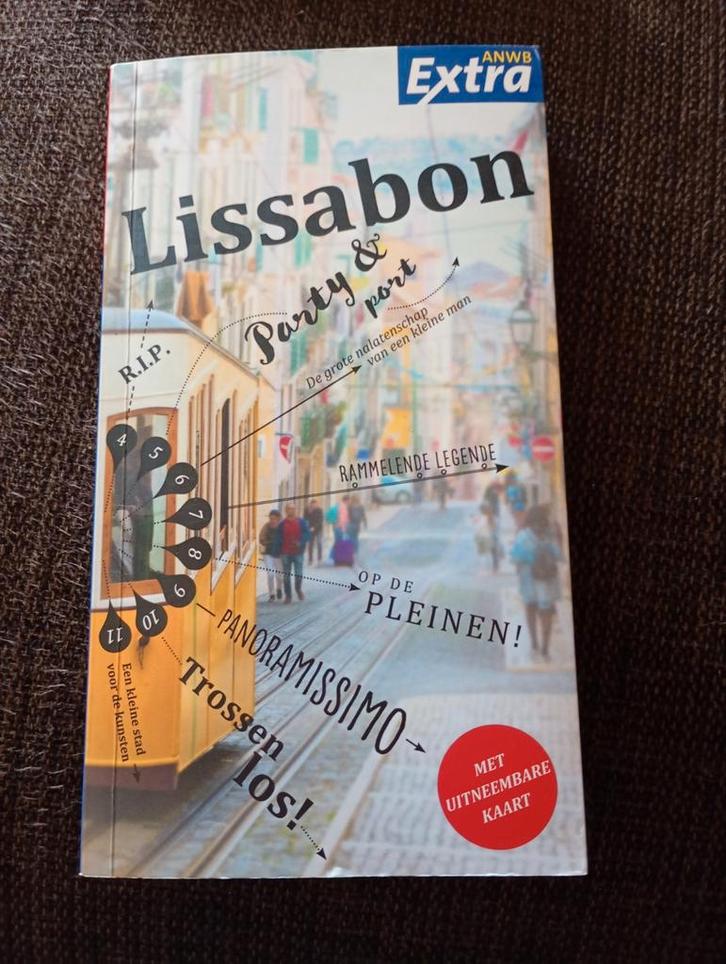 ANWB
Extra
Lissabon
Party &
port
R.I.P.
De grote nalatenschap
van een kleine man
4
5
6
7
8
9
10
11
RAMMELENDE LEGENDE
OP DE
PLEINEN!
PANORAMISSIMO
Trossen
los!
Een kleine stad
voor de kunsten
MET
UITNEEMBARE
KAART